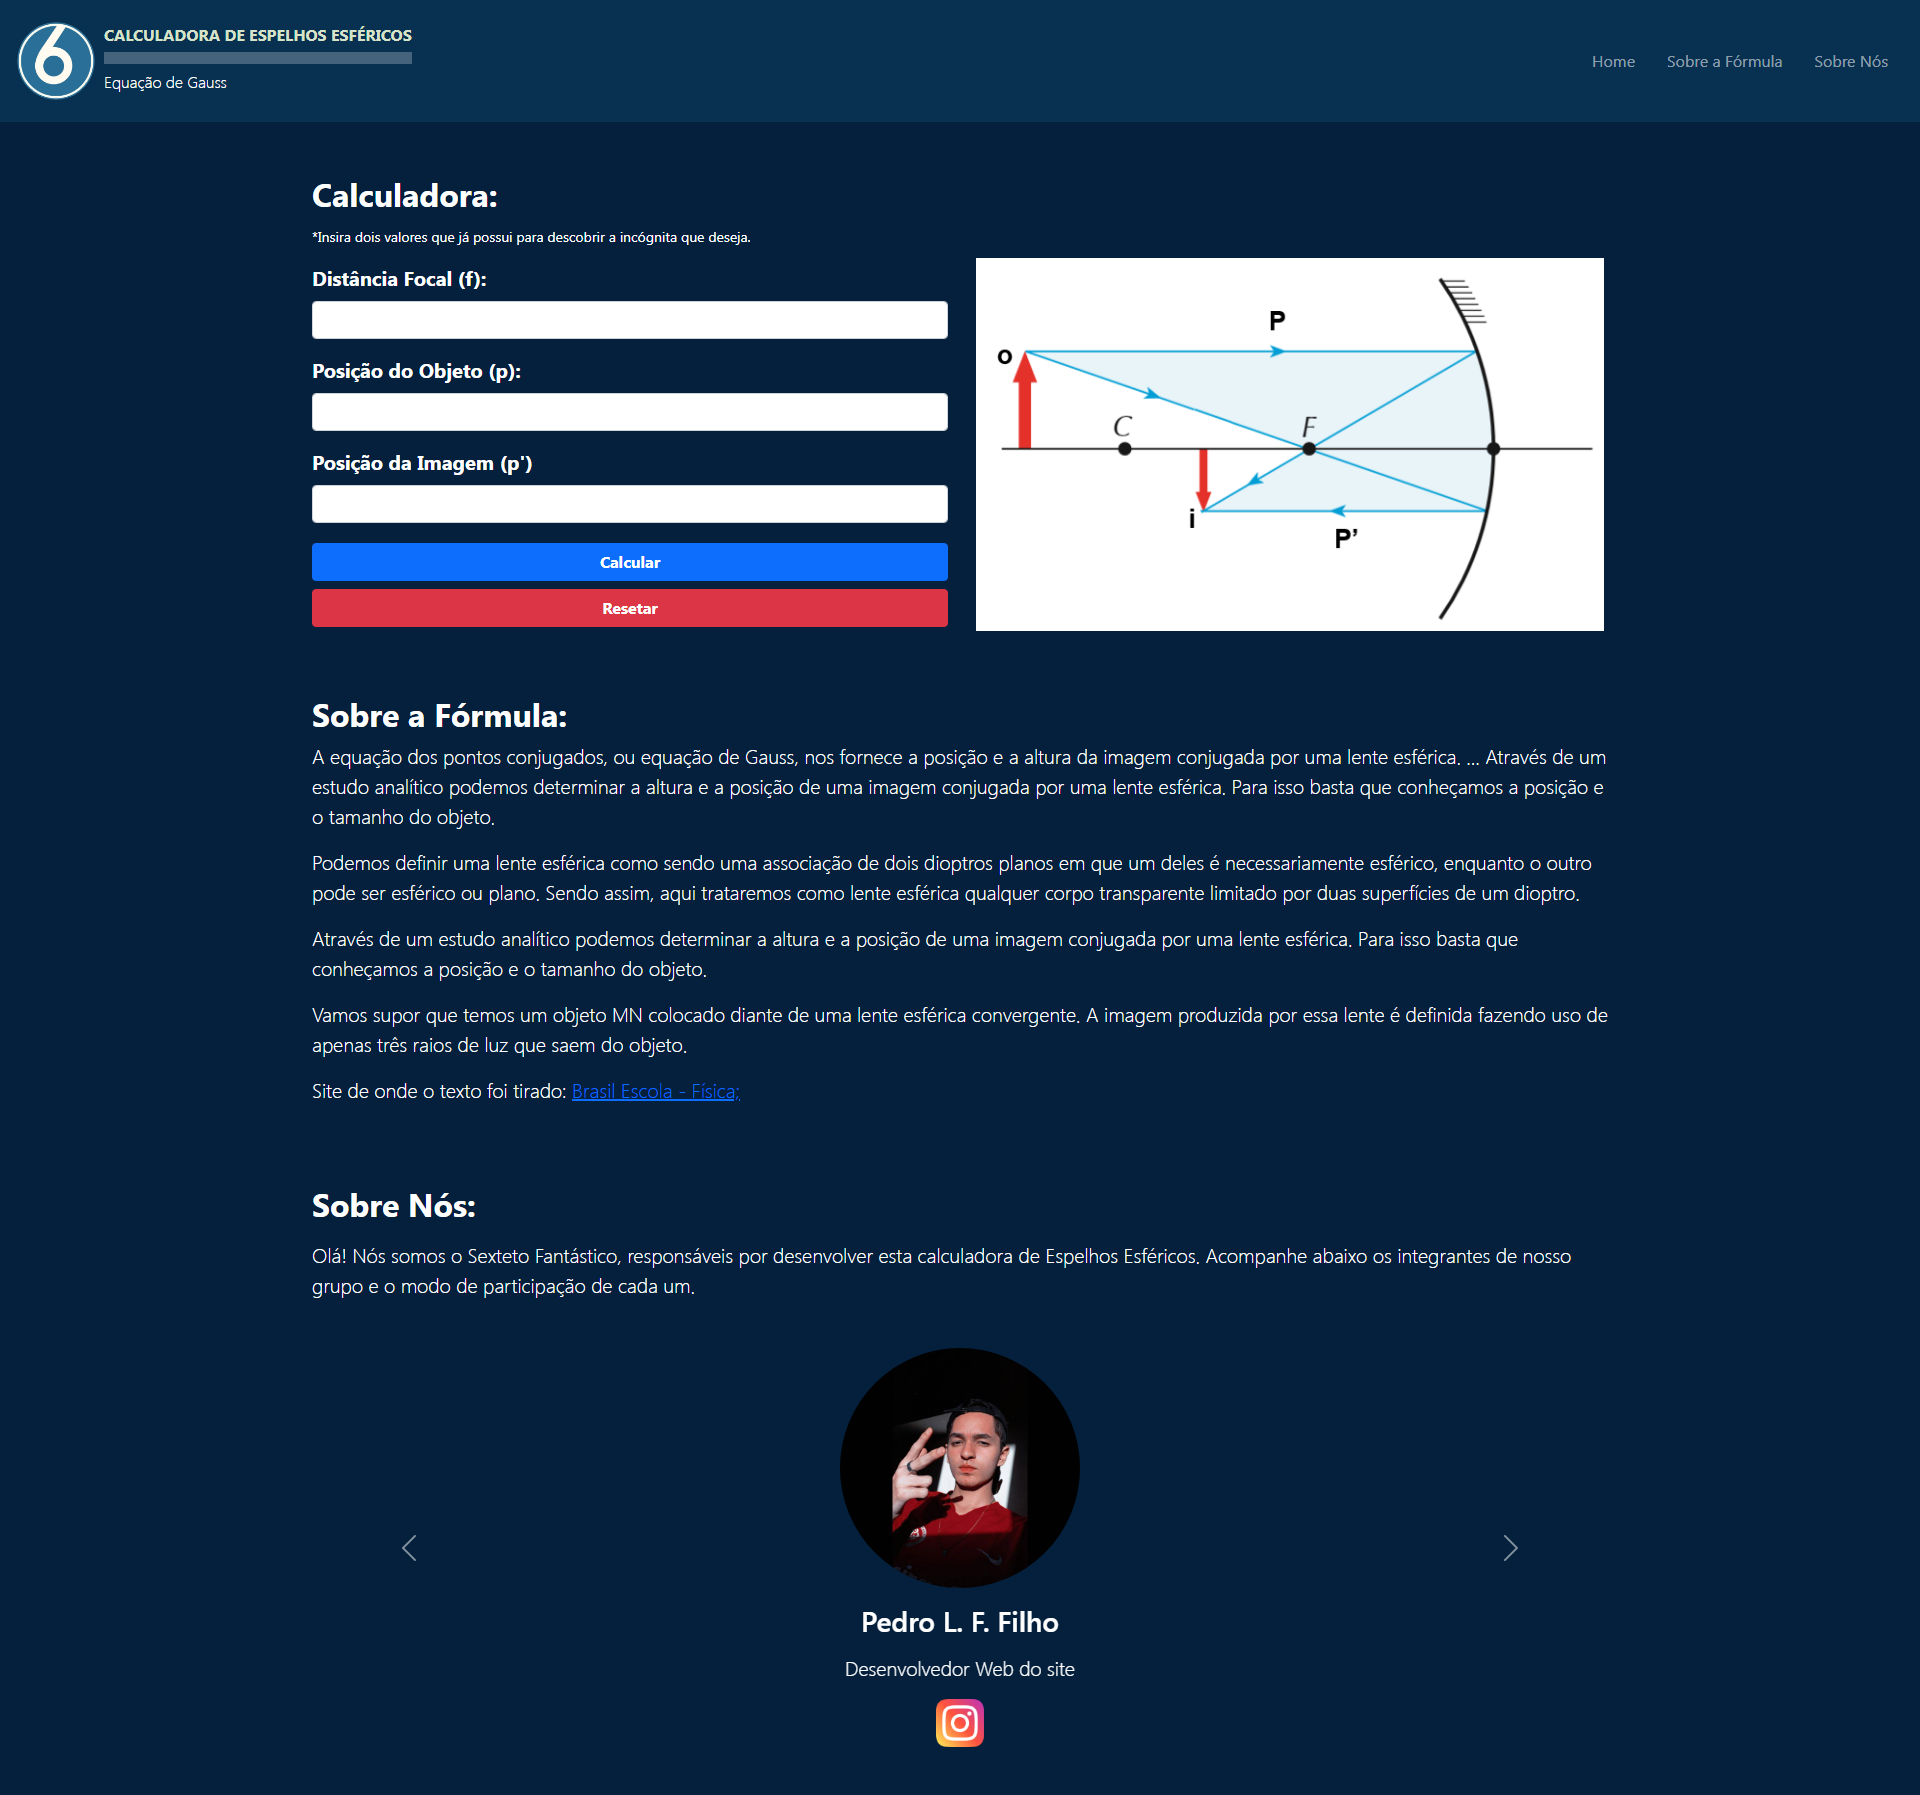 6
CALCULADORA DE ESPELHOS ESFÉRICOS
Equação de Gauss
Home
Sobre a Fórmula
Sobre Nós
Calculadora:
*Insira dois valores que já possui para descobrir a incógnita que deseja.
Distância Focal (f):
Posição do Objeto (p):
Posição da Imagem (p')
Calcular
Resetar
P
o
C
F
i
P’
Sobre a Fórmula:
A equação dos pontos conjugados, ou equação de Gauss, nos fornece a posição e a altura da imagem conjugada por uma lente esférica. ... Através de um
estudo analítico podemos determinar a altura e a posição de uma imagem conjugada por uma lente esférica. Para isso basta que conheçamos a posição e
o tamanho do objeto.
Podemos definir uma lente esférica como sendo uma associação de dois dioptros planos em que um deles é necessariamente esférico, enquanto o outro
pode ser esférico ou plano. Sendo assim, aqui trataremos como lente esférica qualquer corpo transparente limitado por duas superfícies de um dioptro.
Através de um estudo analítico podemos determinar a altura e a posição de uma imagem conjugada por uma lente esférica. Para isso basta que
conheçamos a posição e o tamanho do objeto.
Vamos supor que temos um objeto MN colocado diante de uma lente esférica convergente. A imagem produzida por essa lente é definida fazendo uso de
apenas três raios de luz que saem do objeto.
Site de onde o texto foi tirado: Brasil Escola - Física;
Sobre Nós:
Olá! Nós somos o Sexteto Fantástico, responsáveis por desenvolver esta calculadora de Espelhos Esféricos. Acompanhe abaixo os integrantes de nosso
grupo e o modo de participação de cada um.
Pedro L. F. Filho
Desenvolvedor Web do site